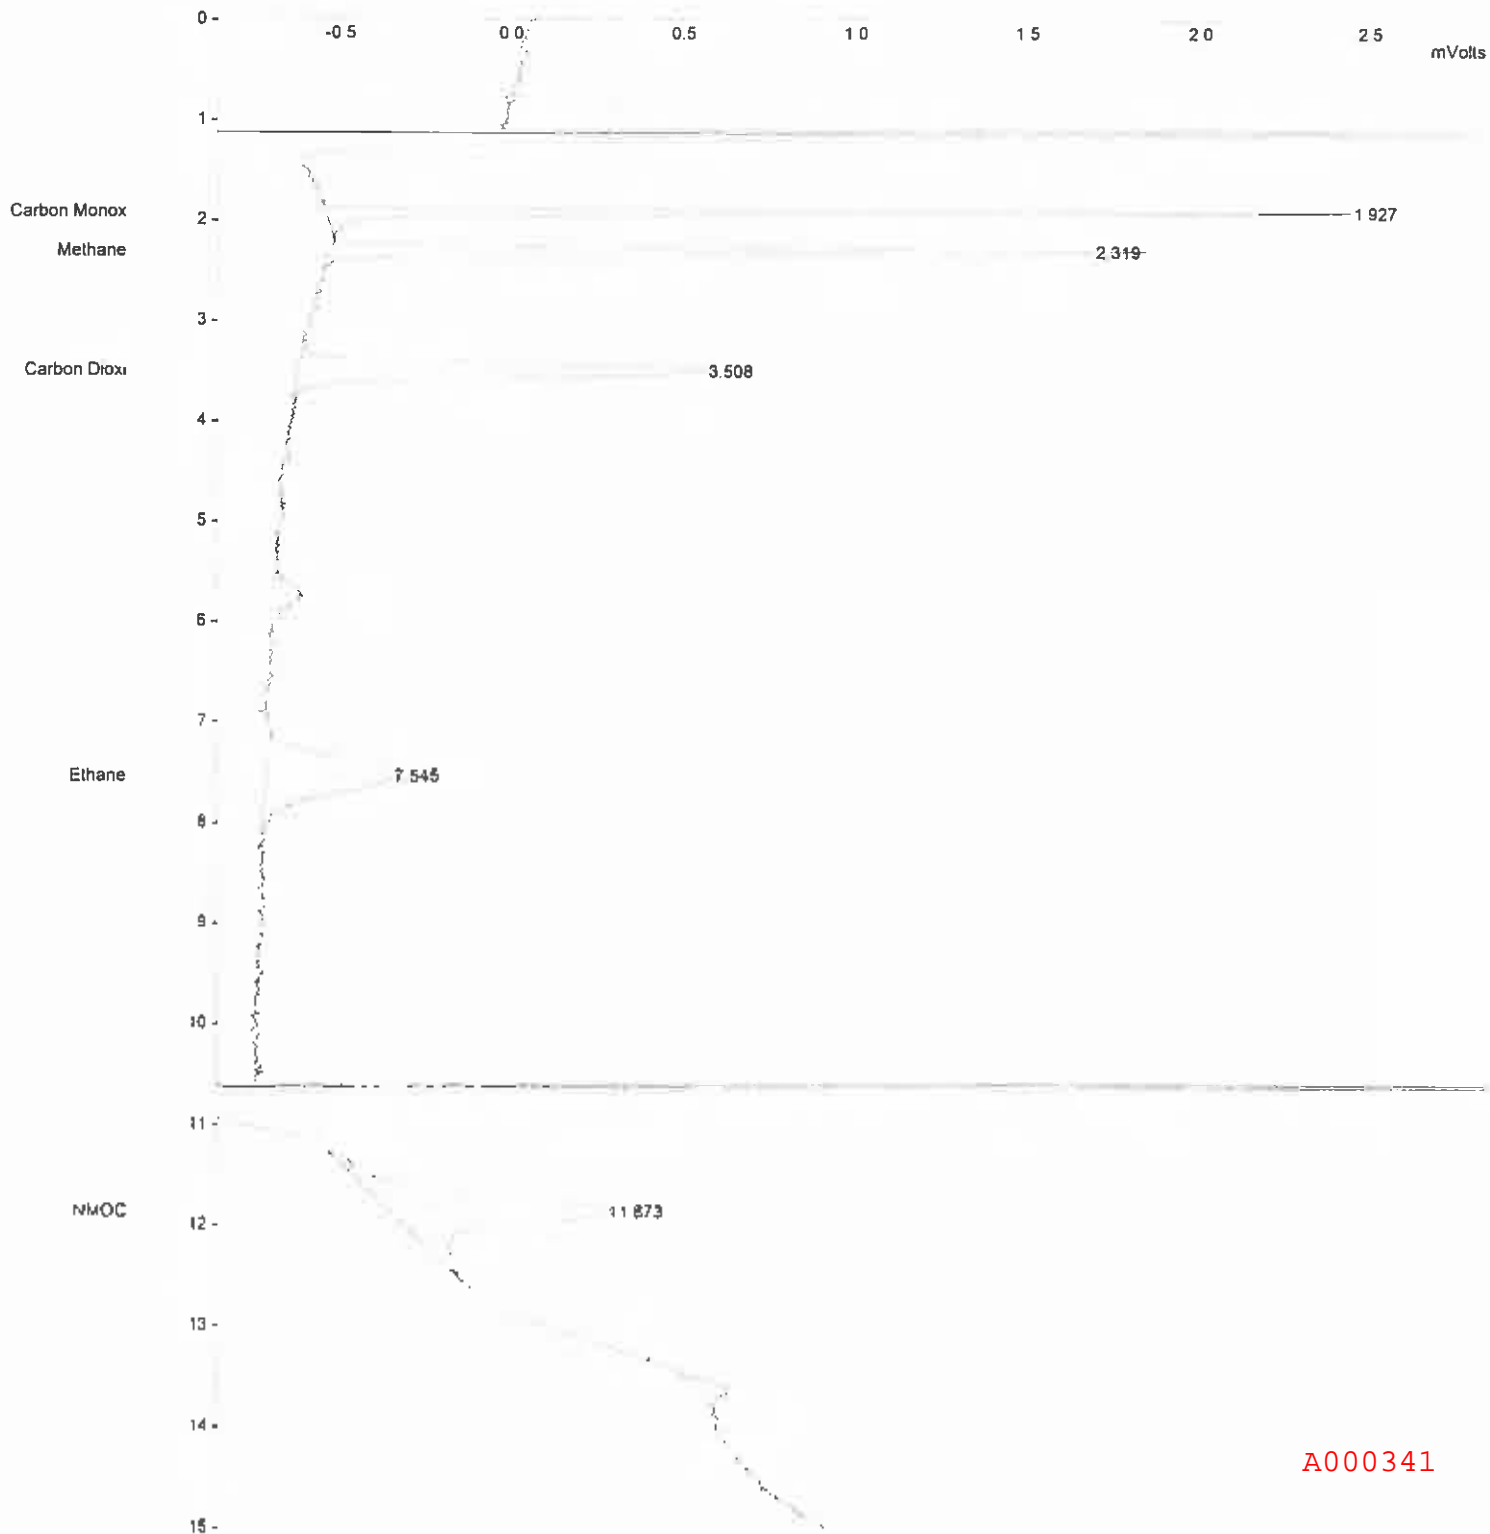 0 -
-0 5 0 0 0.5 1 0 1 5 2 0 2 5
mVolts
1 -
Carbon Monox 2 - 1 927
Methane 2 319
3 -
Carbon Dioxi 3.508
4 -
5 -
6 -
7 -
Ethane 7 545
8 -
9 -
10 -
11 -
NMOC 12 - 11 873
13 -
14 -
A000341
15 -